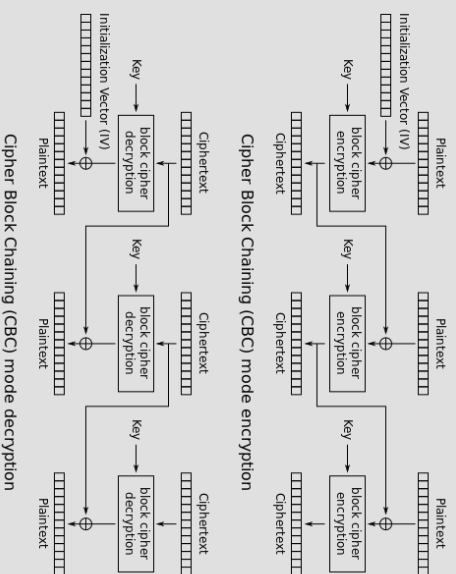 Plaintext
Plaintext
Plaintext
Initialization Vector (IV)
Key
block cipher
encryption
Key
block cipher
encryption
Key
block cipher
encryption
Ciphertext
Ciphertext
Ciphertext
Cipher Block Chaining (CBC) mode encryption
Ciphertext
Ciphertext
Ciphertext
Key
block cipher
decryption
Key
block cipher
decryption
Key
block cipher
decryption
Initialization Vector (IV)
Plaintext
Plaintext
Plaintext
Cipher Block Chaining (CBC) mode decryption